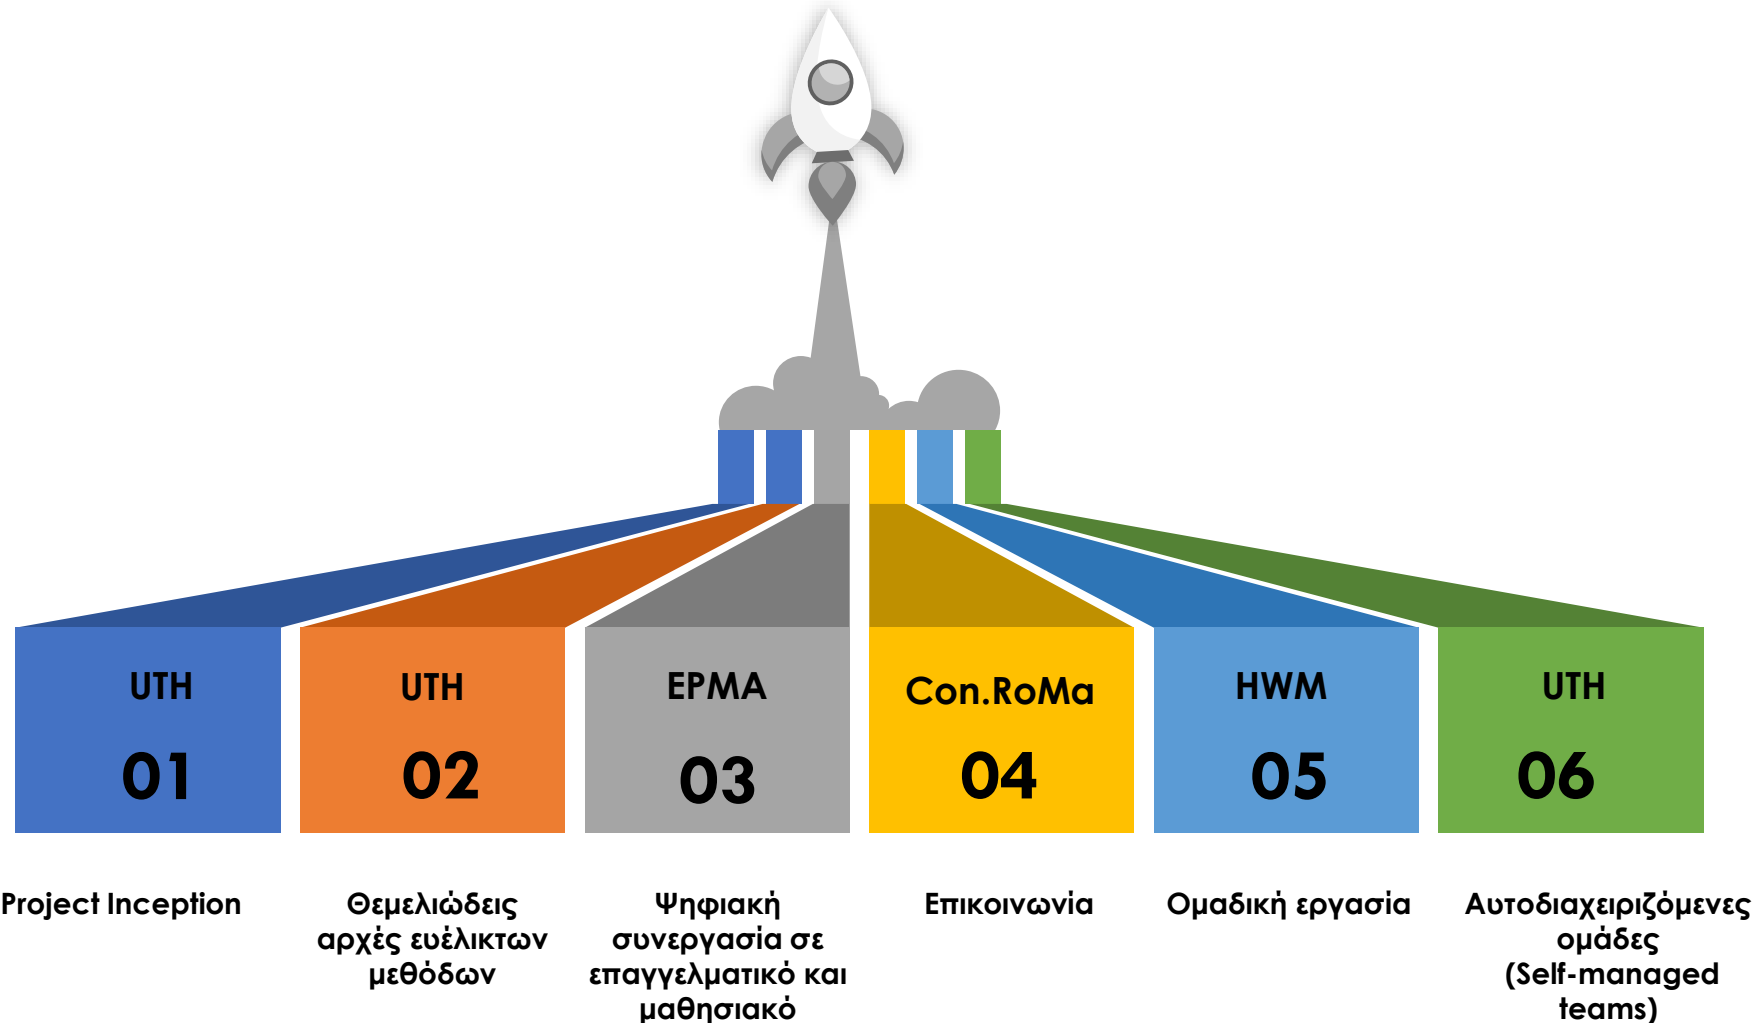 UTH
01
UTH
02
EPMA
03
Con.RoMa
04
HWM
05
UTH
06
Project Inception
Θεμελιώδεις
αρχές ευέλικτων
μεθόδων
Ψηφιακή
συνεργασία σε
επαγγελματικό και
μαθησιακό
Επικοινωνία
Ομαδική εργασία
Αυτοδιαχειριζόμενες
ομάδες
(Self-managed
teams)